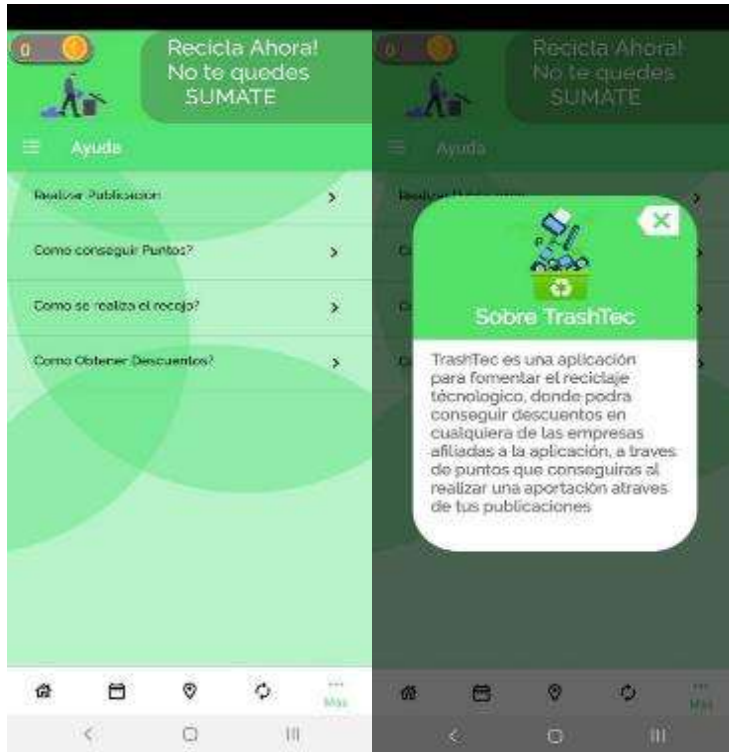 0
Recicla Ahora!
No te quedes
SUMATE
Ayuda
Realizar Publicacion
Como conseguir Puntos?
Como se realiza el recojo?
Como Obtener Descuentos?
Más
0
Recicla Ahora!
No te quedes
SUMATE
Ayuda
Sobre TrashTec
TrashTec es una aplicación
para fomentar el reciclaje
técnologico, donde podra
conseguir descuentos en
cualquiera de las empresas
afiliadas a la aplicación, a traves
de puntos que conseguiras al
realizar una aportación atraves
de tus publicaciones
Más